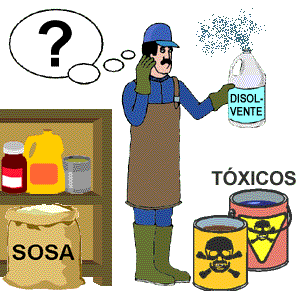 ?
DISOL-
VENTE
TÓXICOS
SOSA